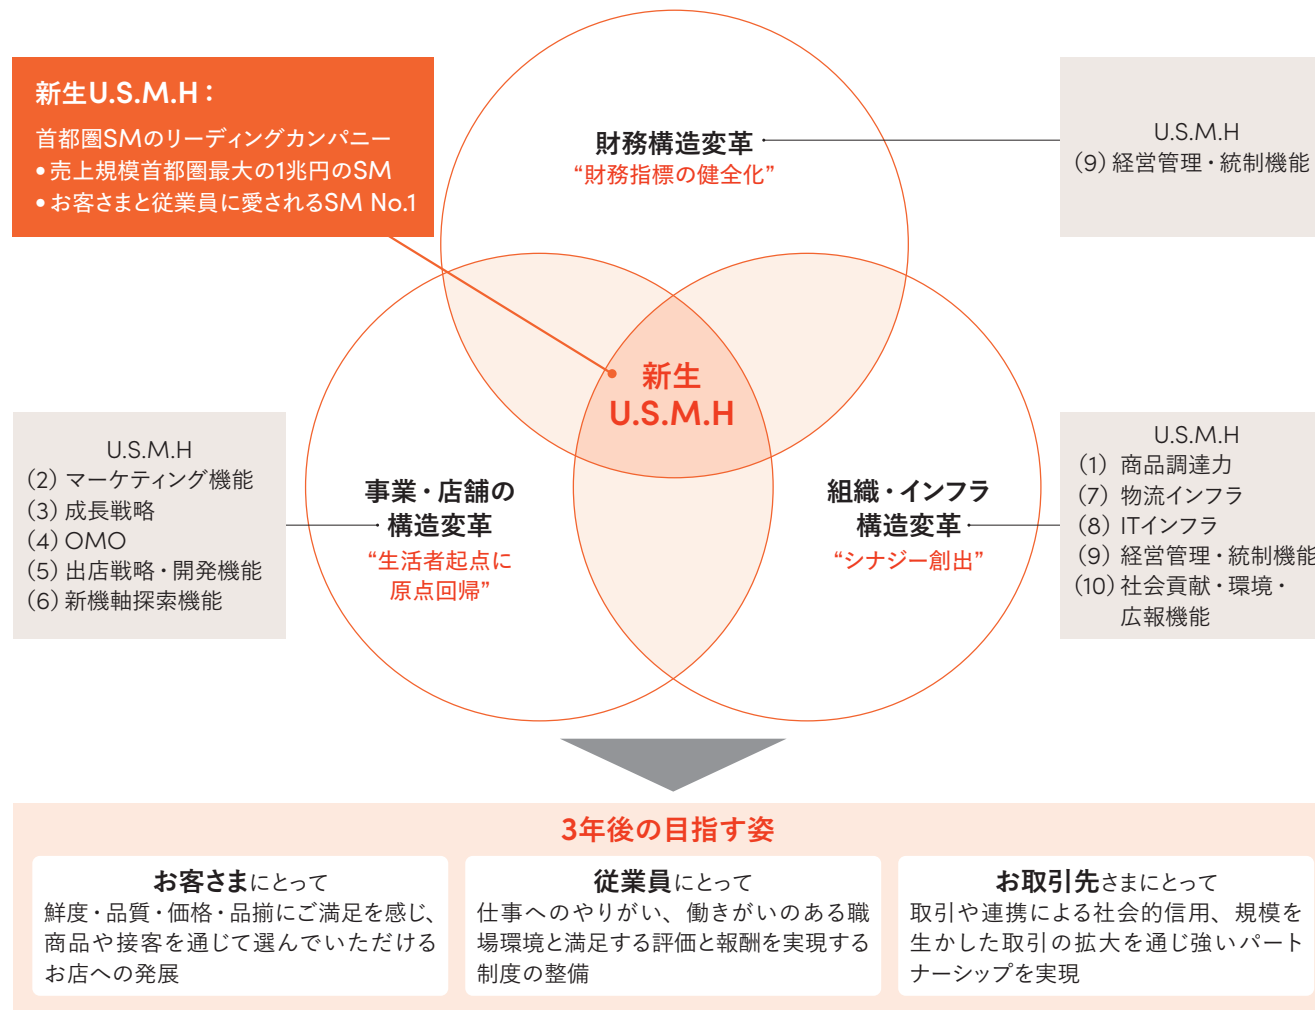 新生U.S.M.H：
首都圏SMのリーディングカンパニー
•売上規模首都圏最大の1兆円のSM
•お客さまと従業員に愛されるSM No.1
財務構造変革
“財務指標の健全化”
U.S.M.H
（9）経営管理・統制機能
新生
U.S.M.H
U.S.M.H
（2）マーケティング機能
（3）成長戦略
（4）OMO
（5）出店戦略・開発機能
（6）新機軸探索機能
事業・店舗の
構造変革
“生活者起点に
原点回帰”
組織・インフラ
構造変革
“シナジー創出”
U.S.M.H
（1）商品調達力
（7）物流インフラ
（8）ITインフラ
（9）経営管理・統制機能
（10）社会貢献・環境・
広報機能
3年後の目指す姿
お客さまにとって
鮮度・品質・価格・品揃にご満足を感じ、
商品や接客を通じて選んでいただける
お店への発展
従業員にとって
仕事へのやりがい、働きがいのある職
場環境と満足する評価と報酬を実現する
制度の整備
お取引先さまにとって
取引や連携による社会的信用、規模を
生かした取引の拡大を通じ強いパート
ナーシップを実現